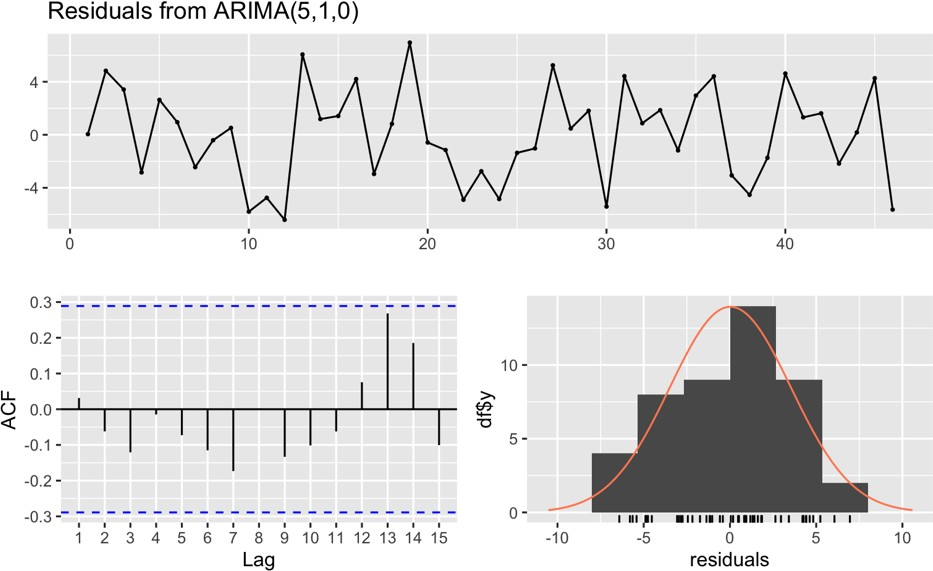 Residuals from ARIMA(5,1,0)
4
0
-4
0 10 20 30 40
0.3
0.2
0.1
0.0
-0.1
-0.2
-0.3
ACF
1 2 3 4 5 6 7 8 9 10 11 12 13 14 15
Lag
10
5
0
df$y
-10 -5 0 5 10
residuals